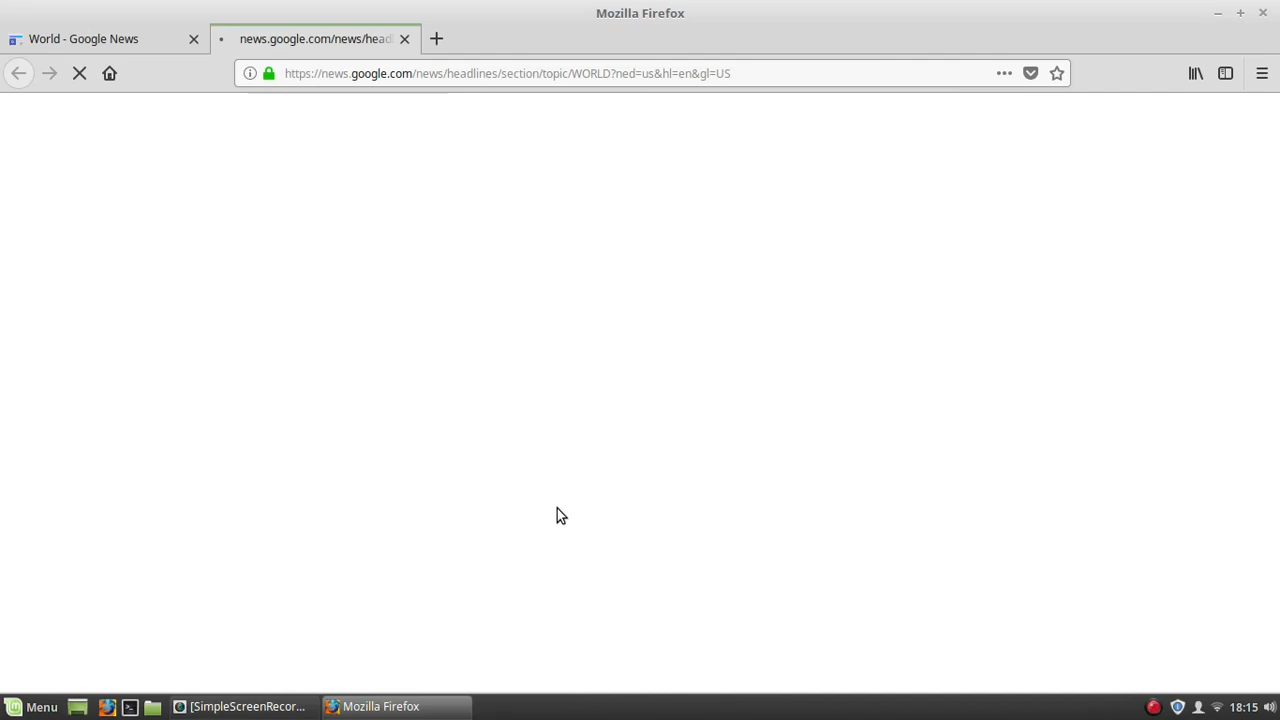 Mozilla Firefox
World - Google News
news.google.com/news/head
https://news.google.com/news/headlines/section/topic/WORLD?ned=us&hl=en&gl=US
Menu
[SimpleScreenRecor...
Mozilla Firefox
18:15